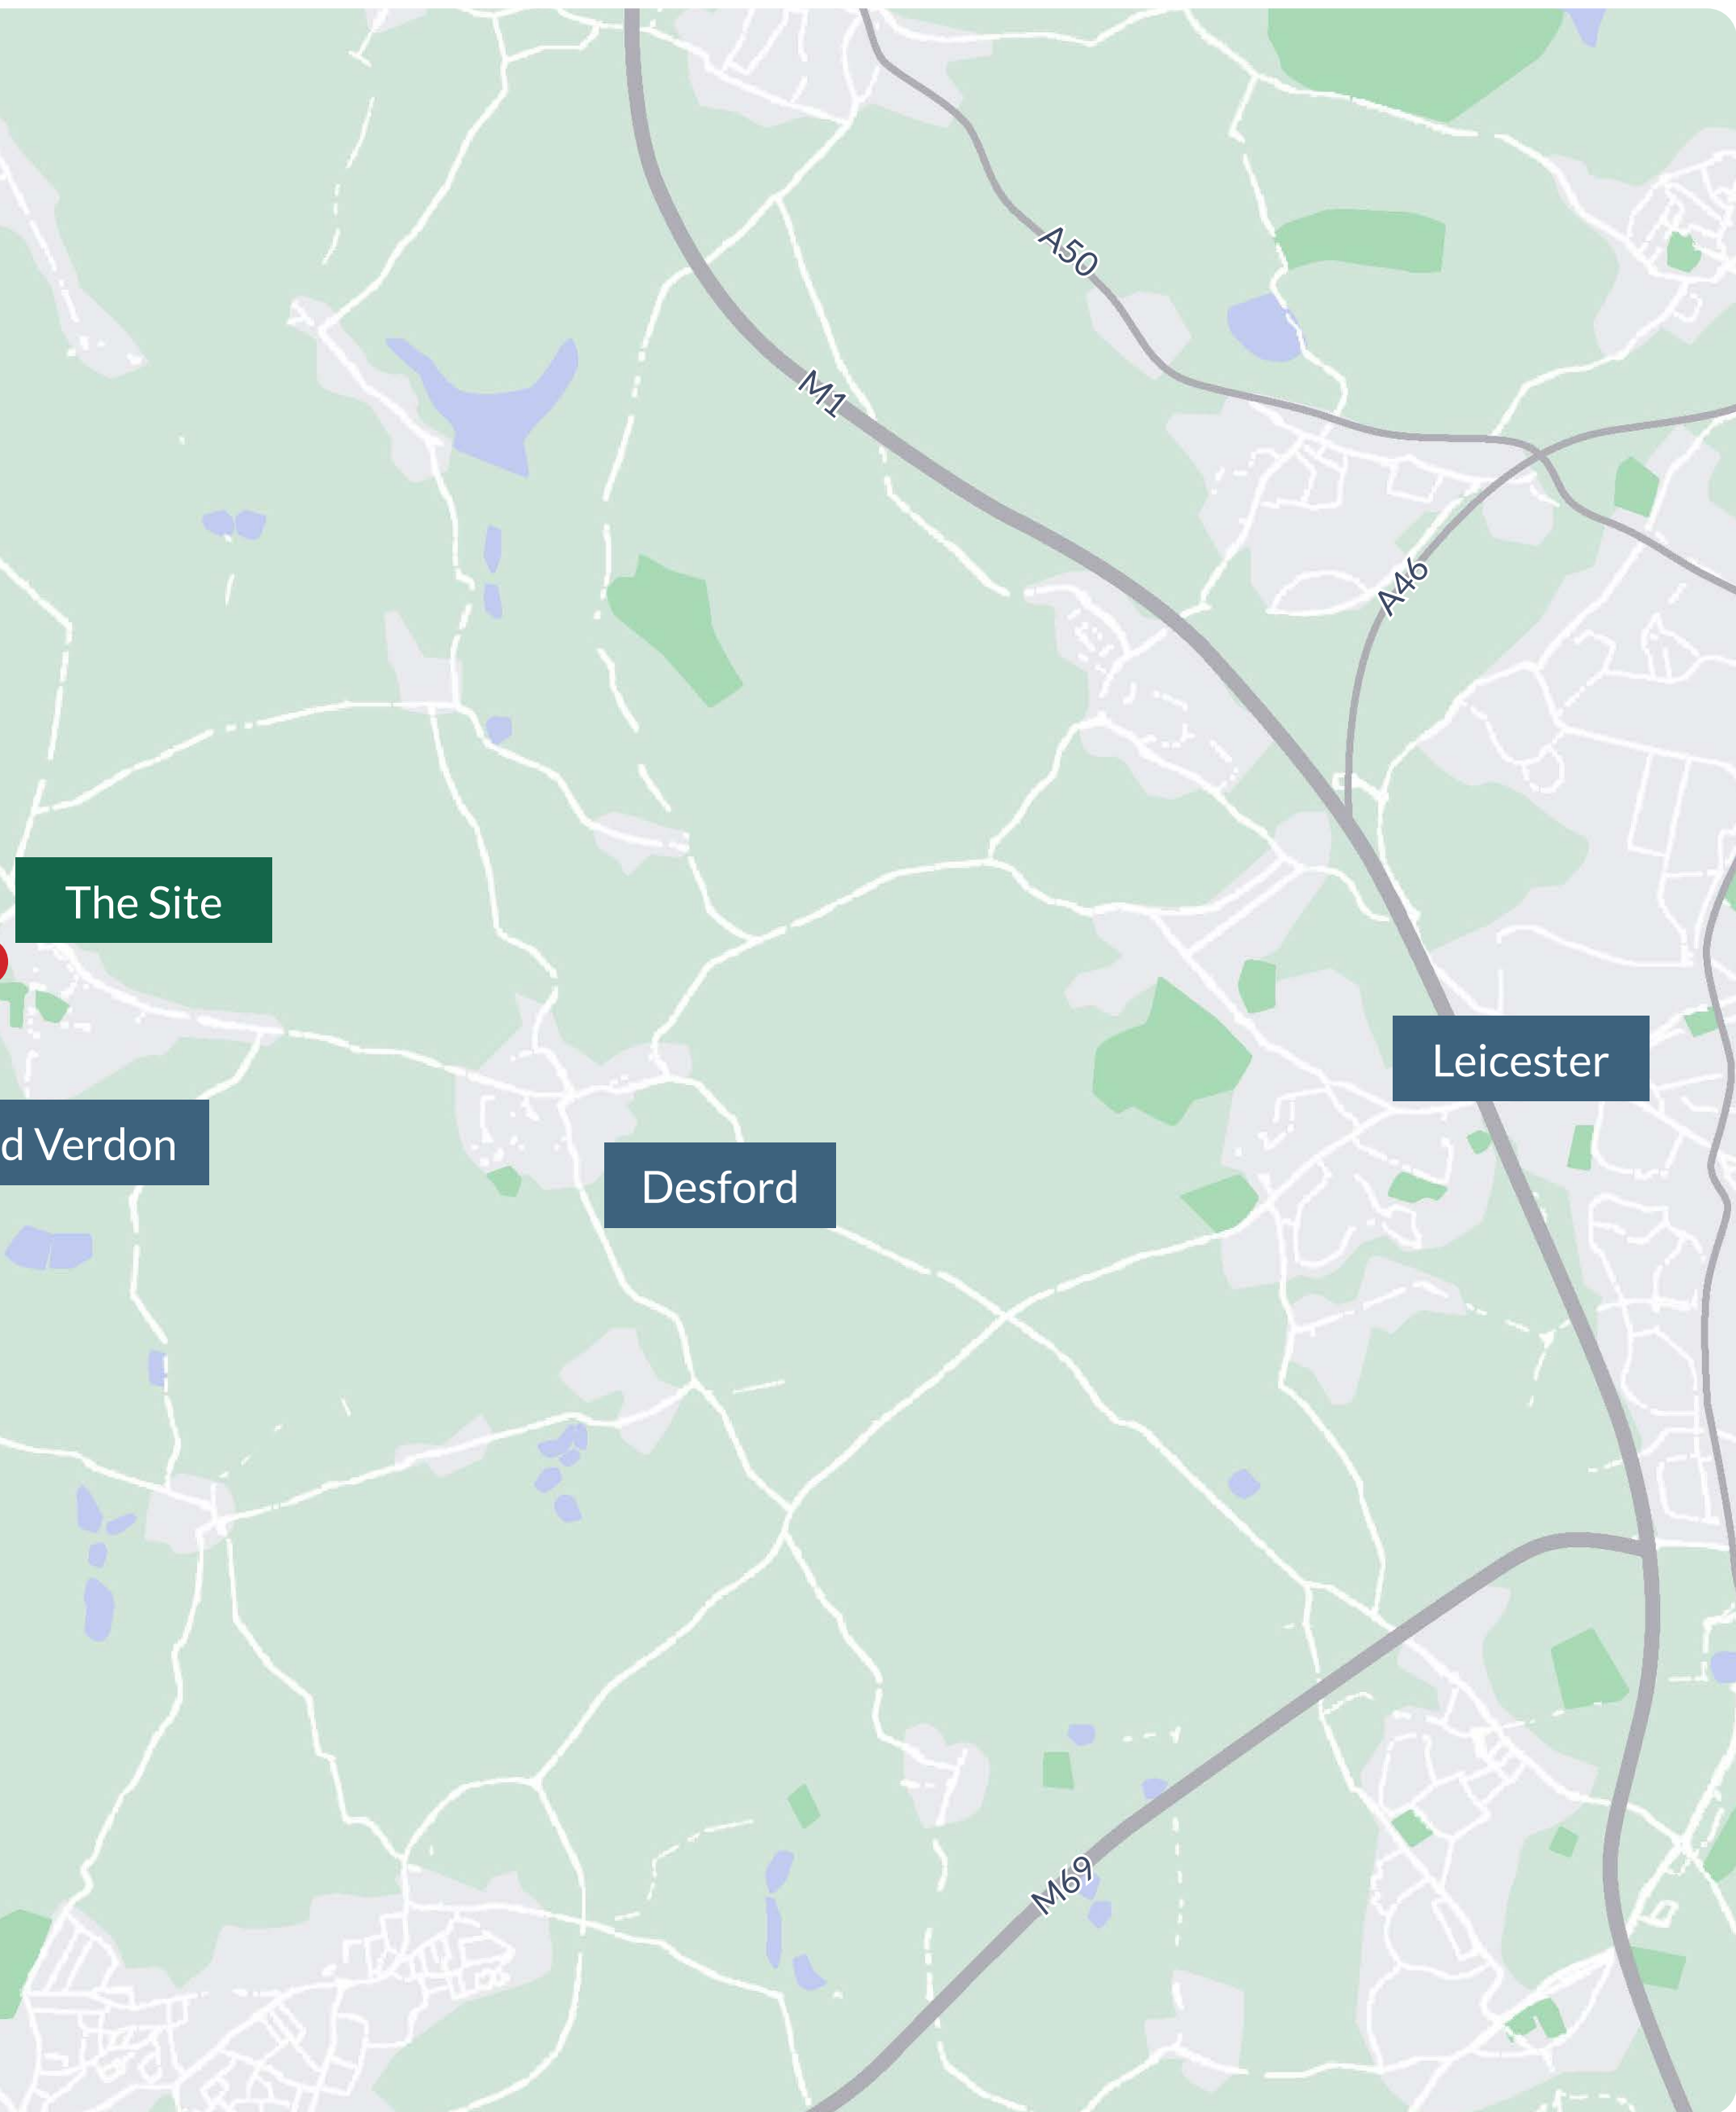 A50
M1
A46
The Site
Leicester
d Verdon
Desford
M69